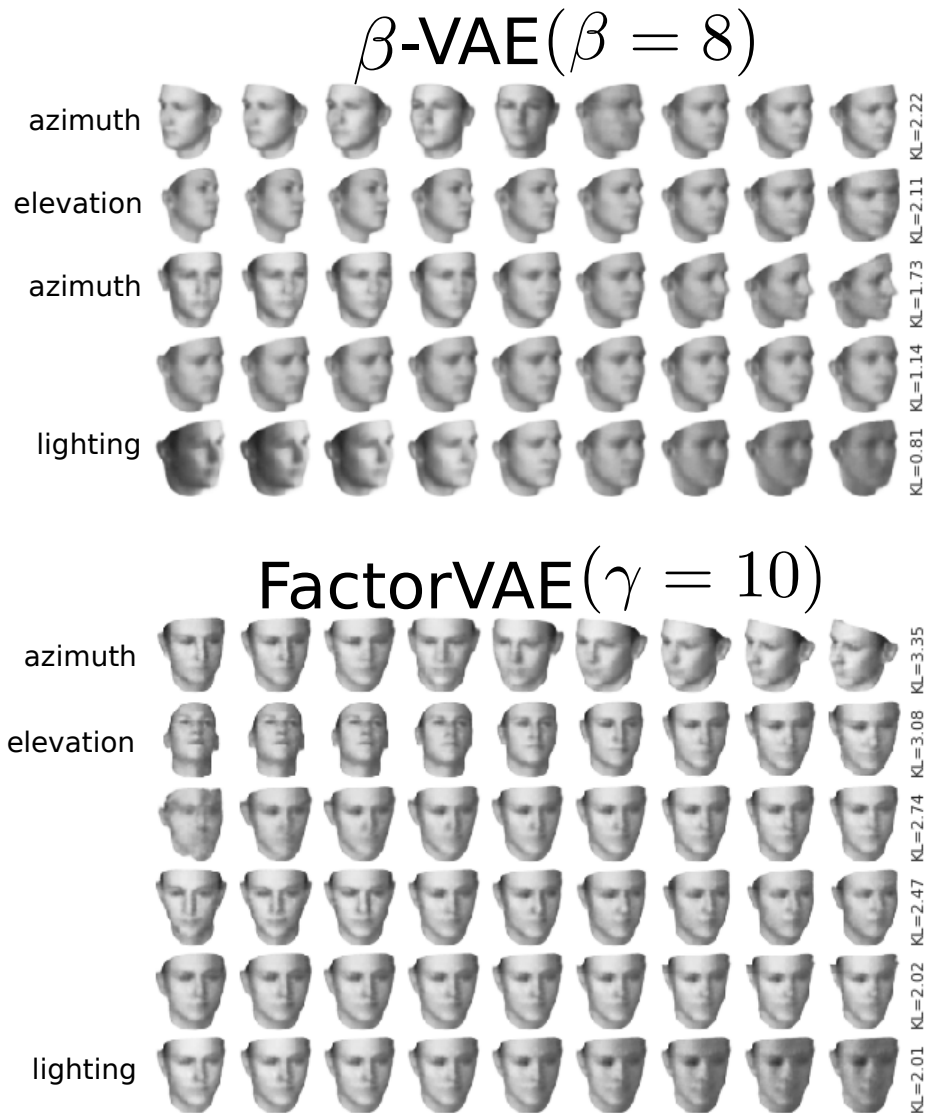 β-VAE(β = 8)
azimuth KL=2.22
elevation KL=2.11
azimuth KL=1.73
KL=1.14
lighting KL=0.81
FactorVAE(γ = 10)
azimuth KL=3.35
elevation KL=3.08
KL=2.74
KL=2.47
KL=2.02
lighting KL=2.01